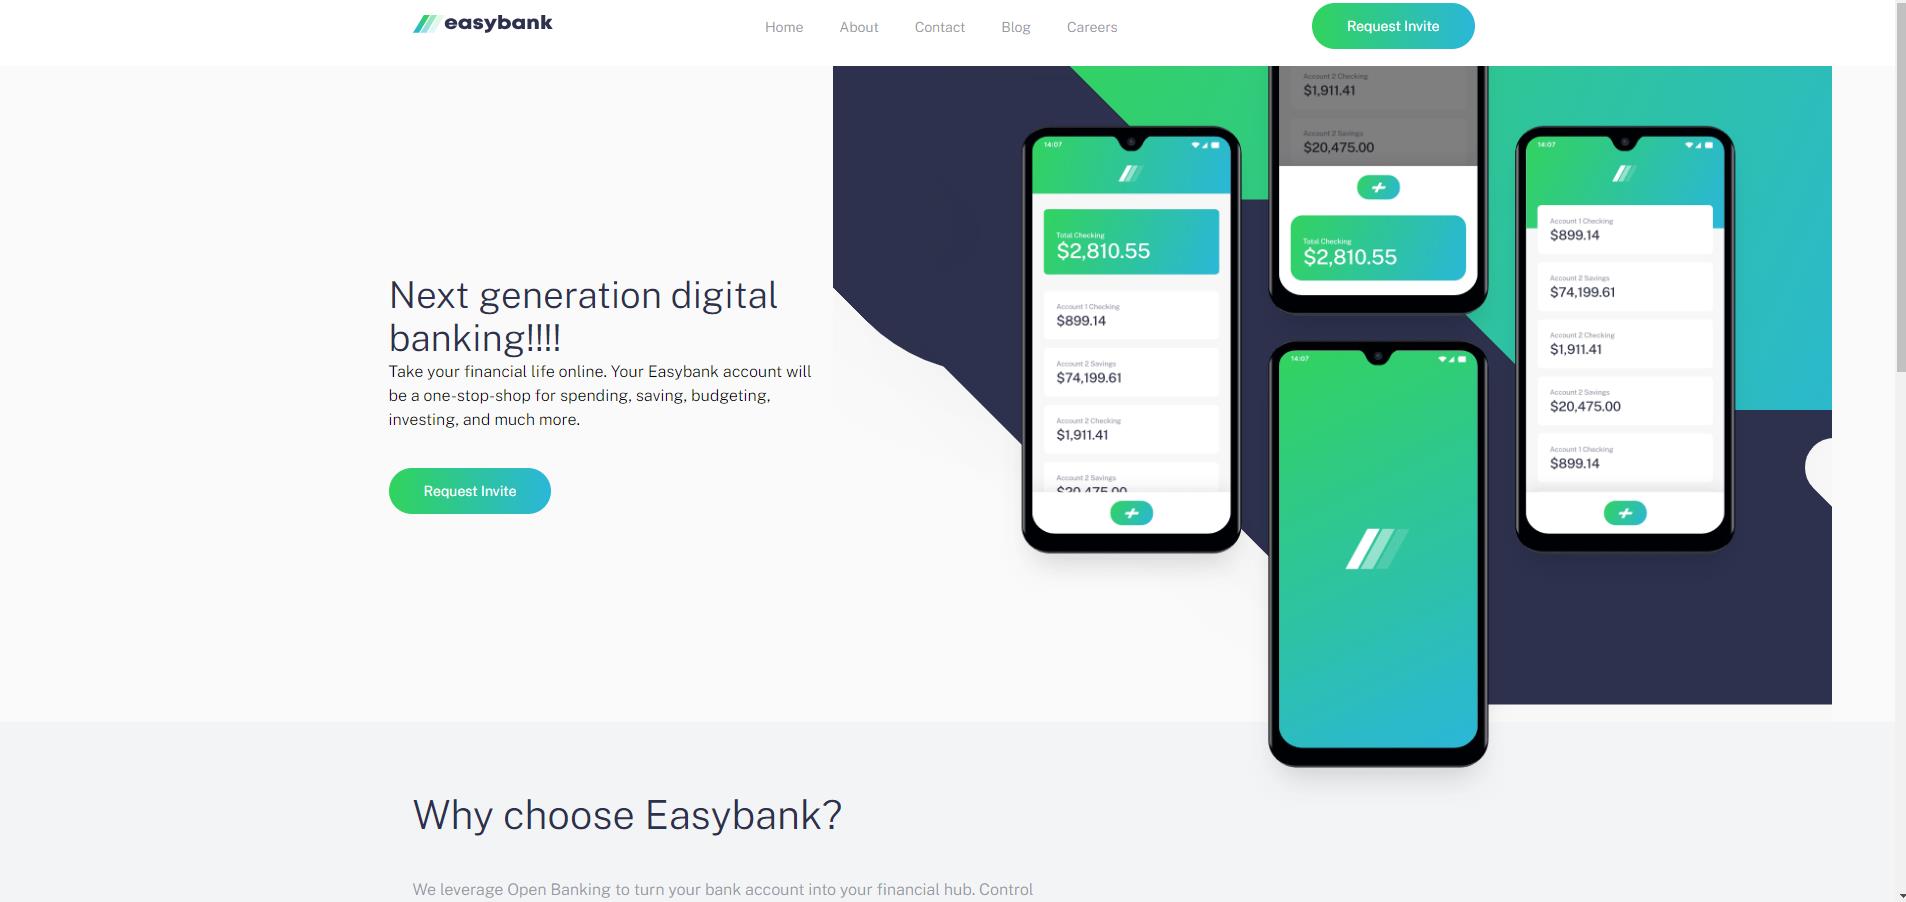 easybank
Home
About
Contact
Blog
Careers
Request Invite
Next generation digital
banking!!!!
Take your financial life online. Your Easybank account will
be a one-stop-shop for spending, saving, budgeting,
investing, and much more.
Request Invite
14:07
Total Checking
$2,810.55
Account 1 Checking
$899.14
Account 2 Savings
$74,199.61
Account 2 Checking
$1,911.41
Account 2 Savings
$20,475.00
Account 2 Checking
$1,911.41
Account 2 Savings
$20,475.00
Total Checking
$2,810.55
14:07
14:07
Account 1 Checking
$899.14
Account 2 Savings
$74,199.61
Account 2 Checking
$1,911.41
Account 2 Savings
$20,475.00
Account 1 Checking
$899.14
Why choose Easybank?
We leverage Open Banking to turn your bank account into your financial hub. Control